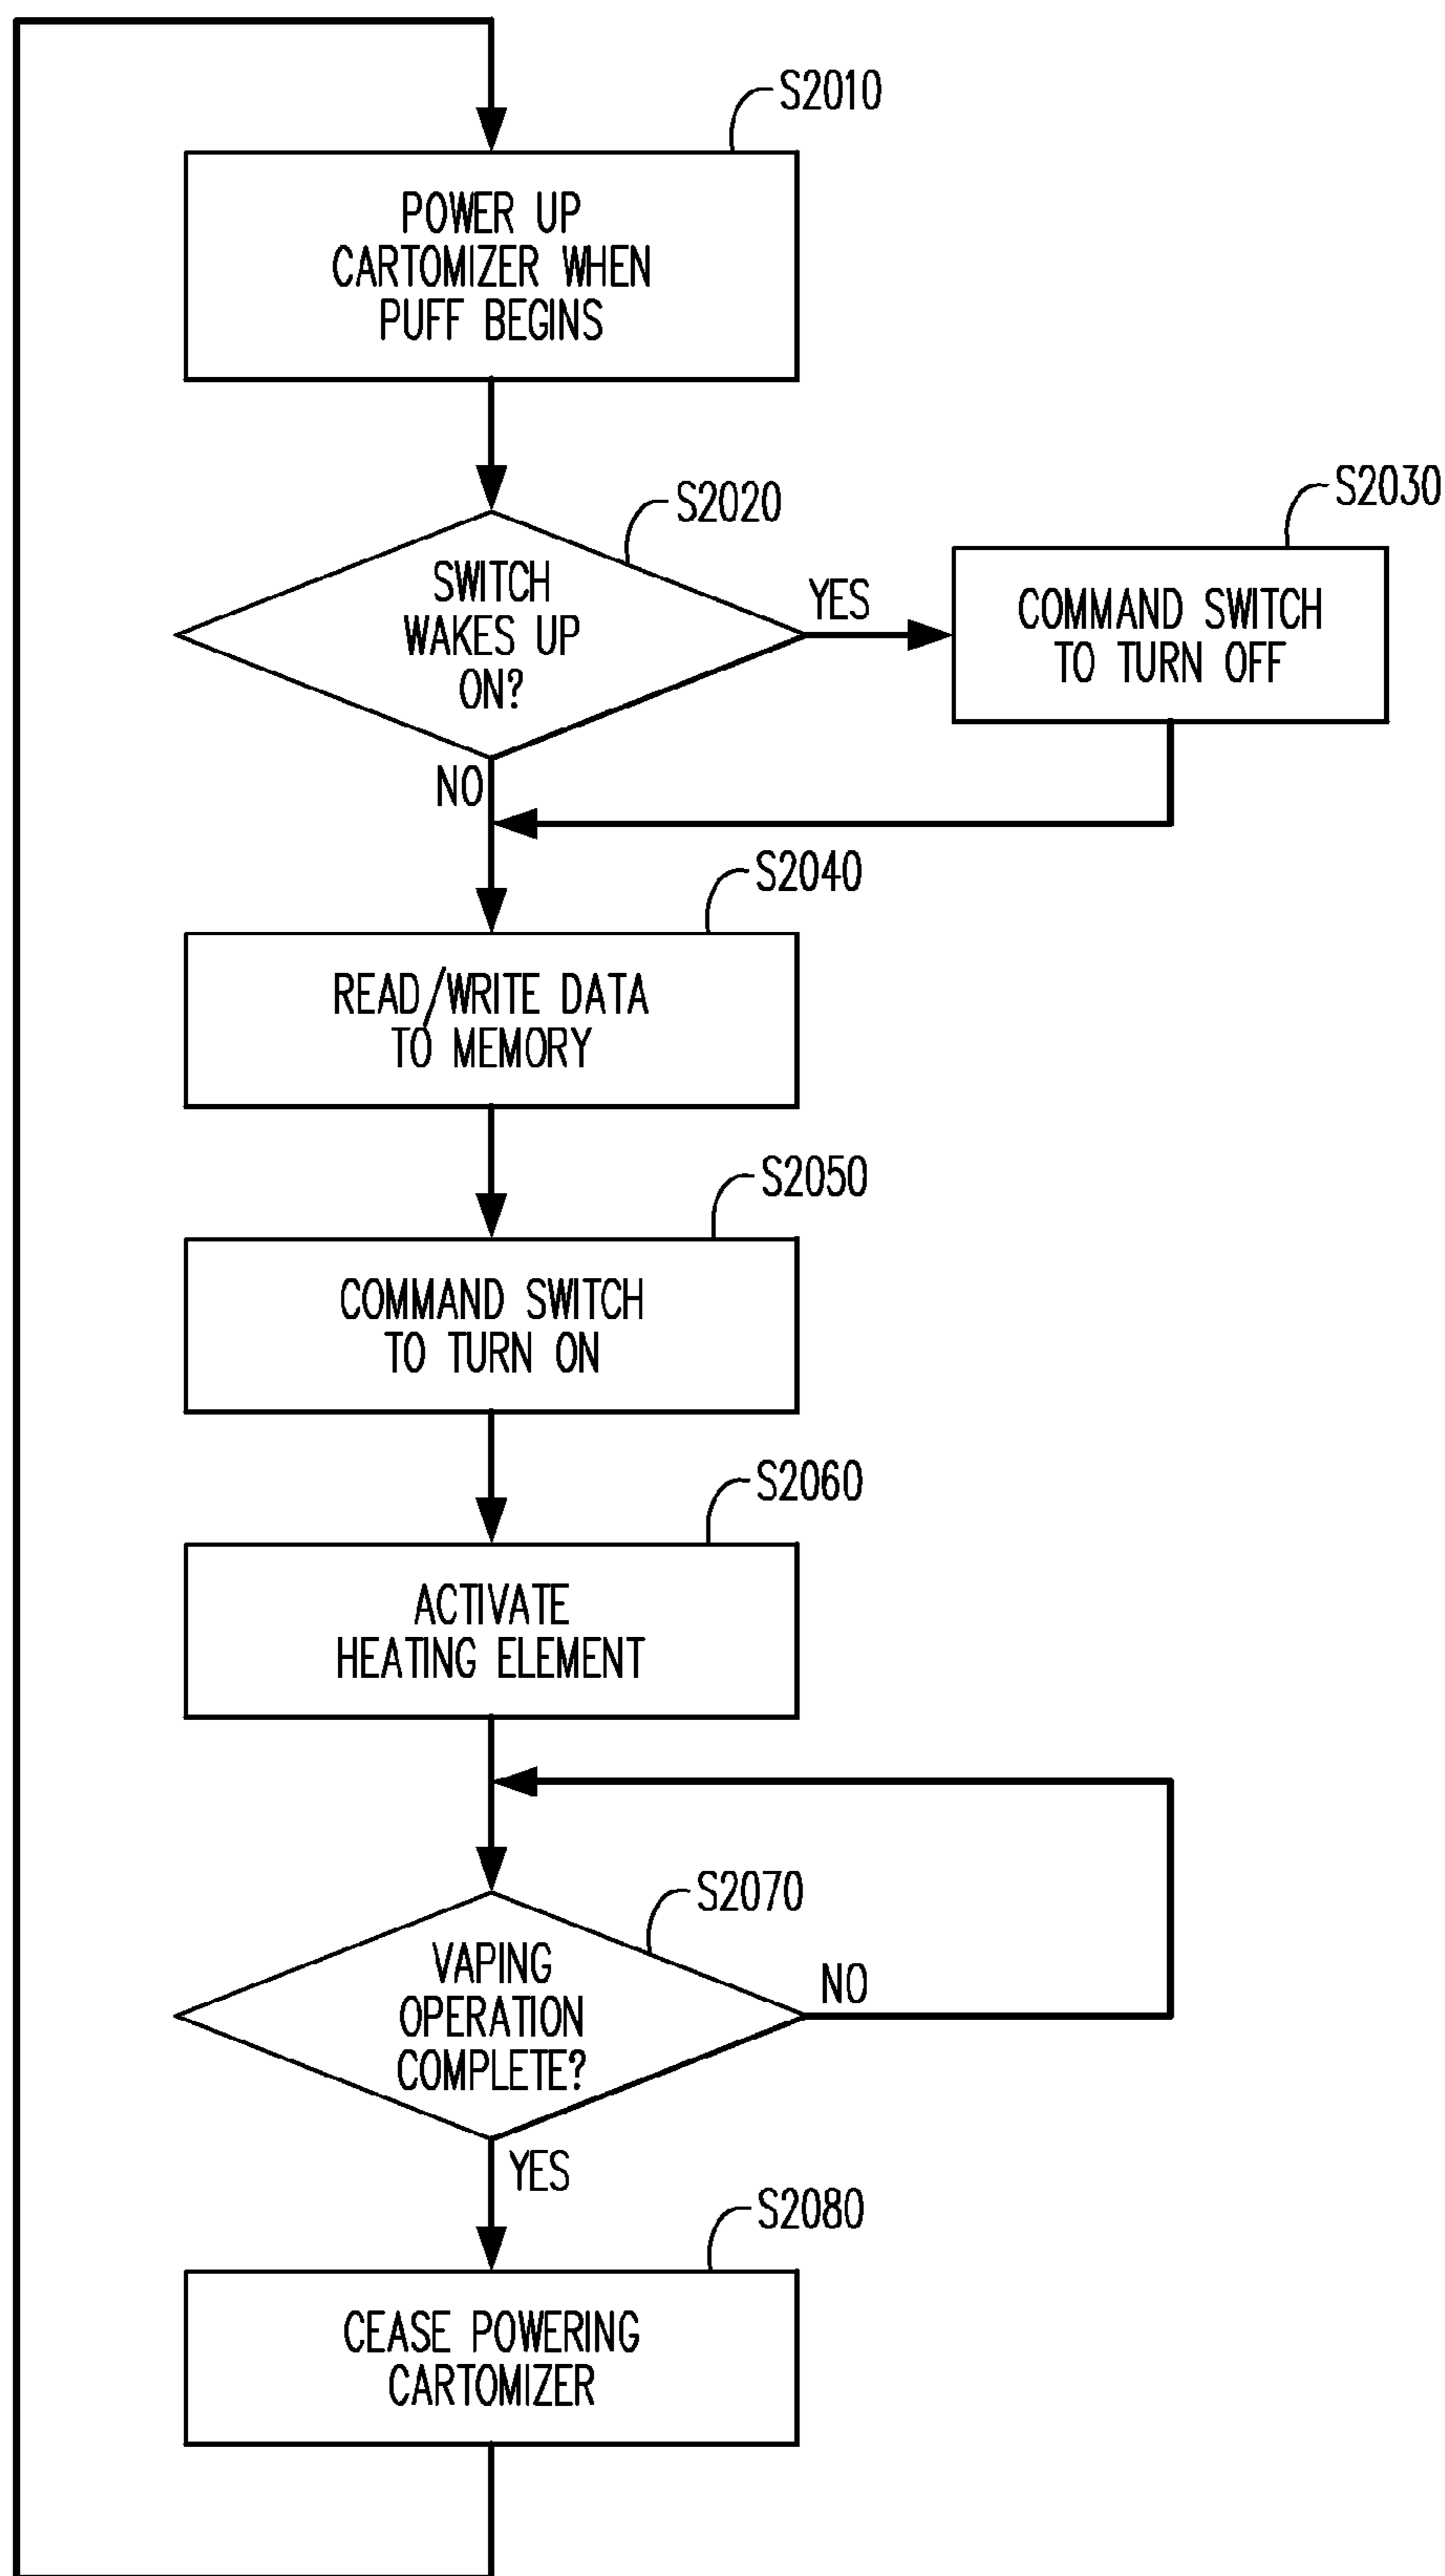 S2010
POWER UP
CARTOMIZER WHEN
PUFF BEGINS
S2020
SWITCH
WAKES UP
ON?
YES
S2030
COMMAND SWITCH
TO TURN OFF
NO
S2040
READ/WRITE DATA
TO MEMORY
S2050
COMMAND SWITCH
TO TURN ON
S2060
ACTIVATE
HEATING ELEMENT
S2070
VAPING
OPERATION
COMPLETE?
NO
YES
S2080
CEASE POWERING
CARTOMIZER